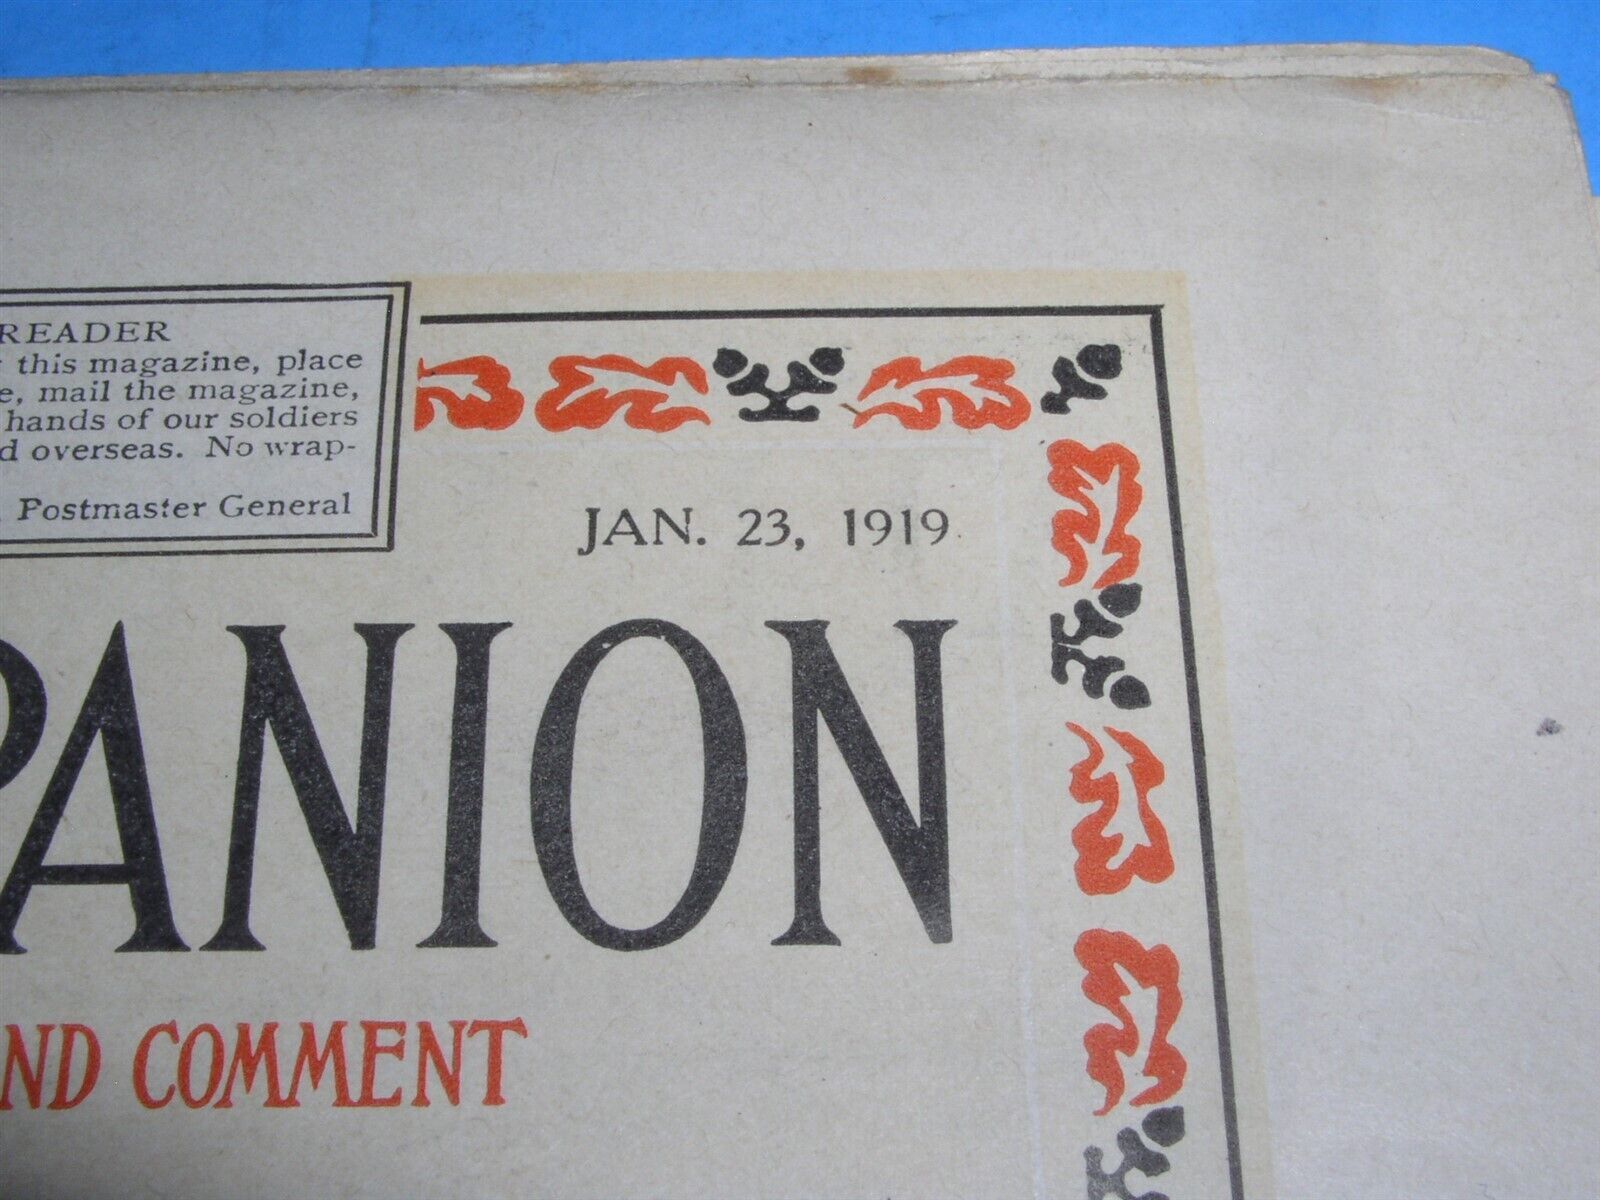 READER
this magazine, place
e, mail the magazine,
hands of our soldiers
d overseas. No wrap-
Postmaster General
JAN. 23, 1919
PANION
ND COMMENT